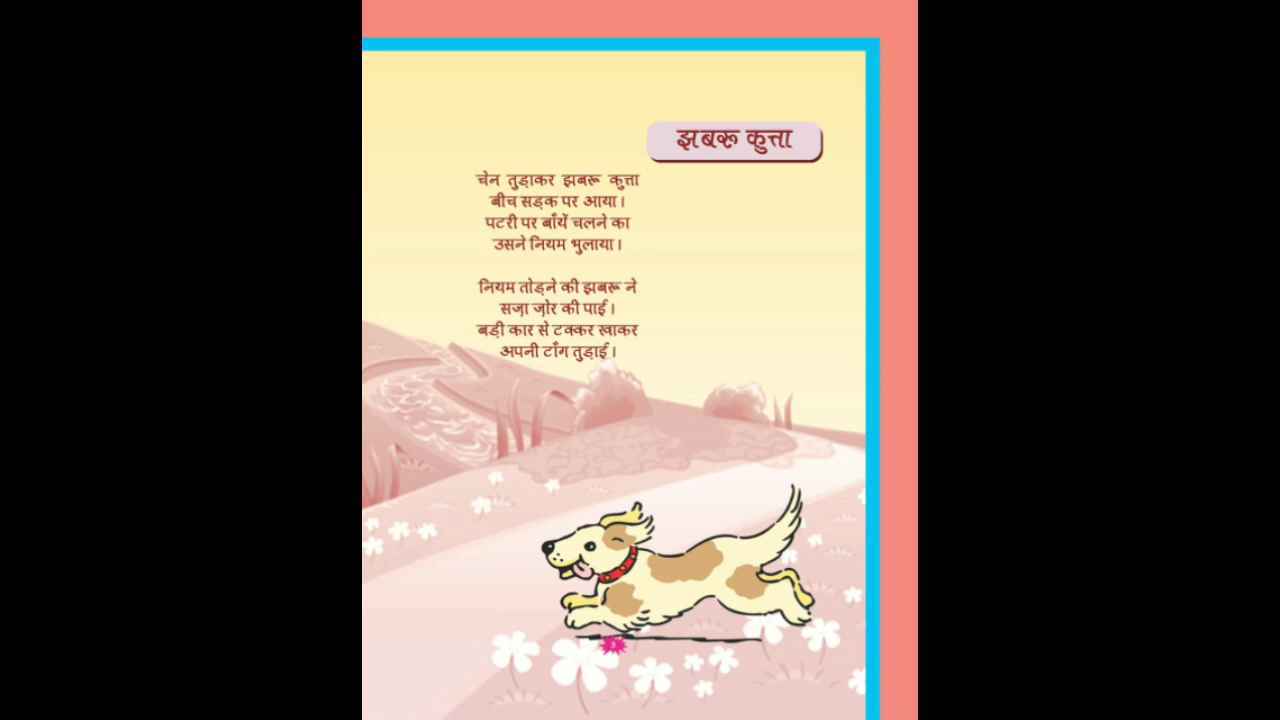 झबरू कुत्ता
चेन तुड़ाकर झबरू कुत्ता
बीच सड़क पर आया ।
पटरी पर बाँयें चलने का
उसने नियम भुलाया ।
नियम तोड़ने की झबरू ने
सज़ा ज़ोर की पाई ।
बड़ी कार से टक्कर खाकर
अपनी टाँग तुड़ाई ।